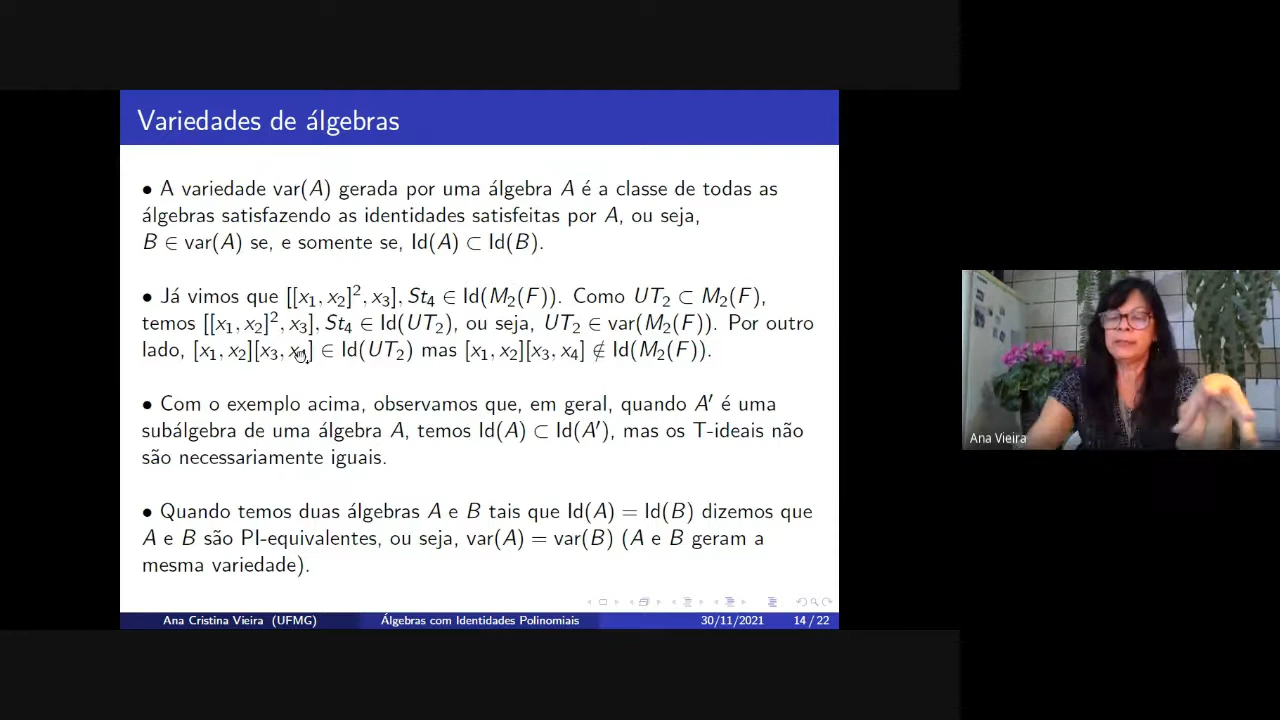 Variedades de álgebras
• A variedade var(A) gerada por uma álgebra A é a classe de todas as
álgebras satisfazendo as identidades satisfeitas por A, ou seja,
B ∈ var(A) se, e somente se, Id(A) ⊂ Id(B).
• Já vimos que [[x₁, x₂]², x₃], St₄ ∈ Id(M₂(F)). Como UT₂ ⊂ M₂(F),
temos [[x₁, x₂]², x₃], St₄ ∈ Id(UT₂), ou seja, UT₂ ∈ var(M₂(F)). Por outro
lado, [x₁, x₂][x₃, x₄] ∈ Id(UT₂) mas [x₁, x₂][x₃, x₄] ∉ Id(M₂(F)).
• Com o exemplo acima, observamos que, em geral, quando A′ é uma
subálgebra de uma álgebra A, temos Id(A) ⊂ Id(A′), mas os T-ideais não
são necessariamente iguais.
• Quando temos duas álgebras A e B tais que Id(A) = Id(B) dizemos que
A e B são PI-equivalentes, ou seja, var(A) = var(B) (A e B geram a
mesma variedade).
Ana Cristina Vieira (UFMG) Álgebras com Identidades Polinomiais 30/11/2021 14 / 22
Ana Vieira